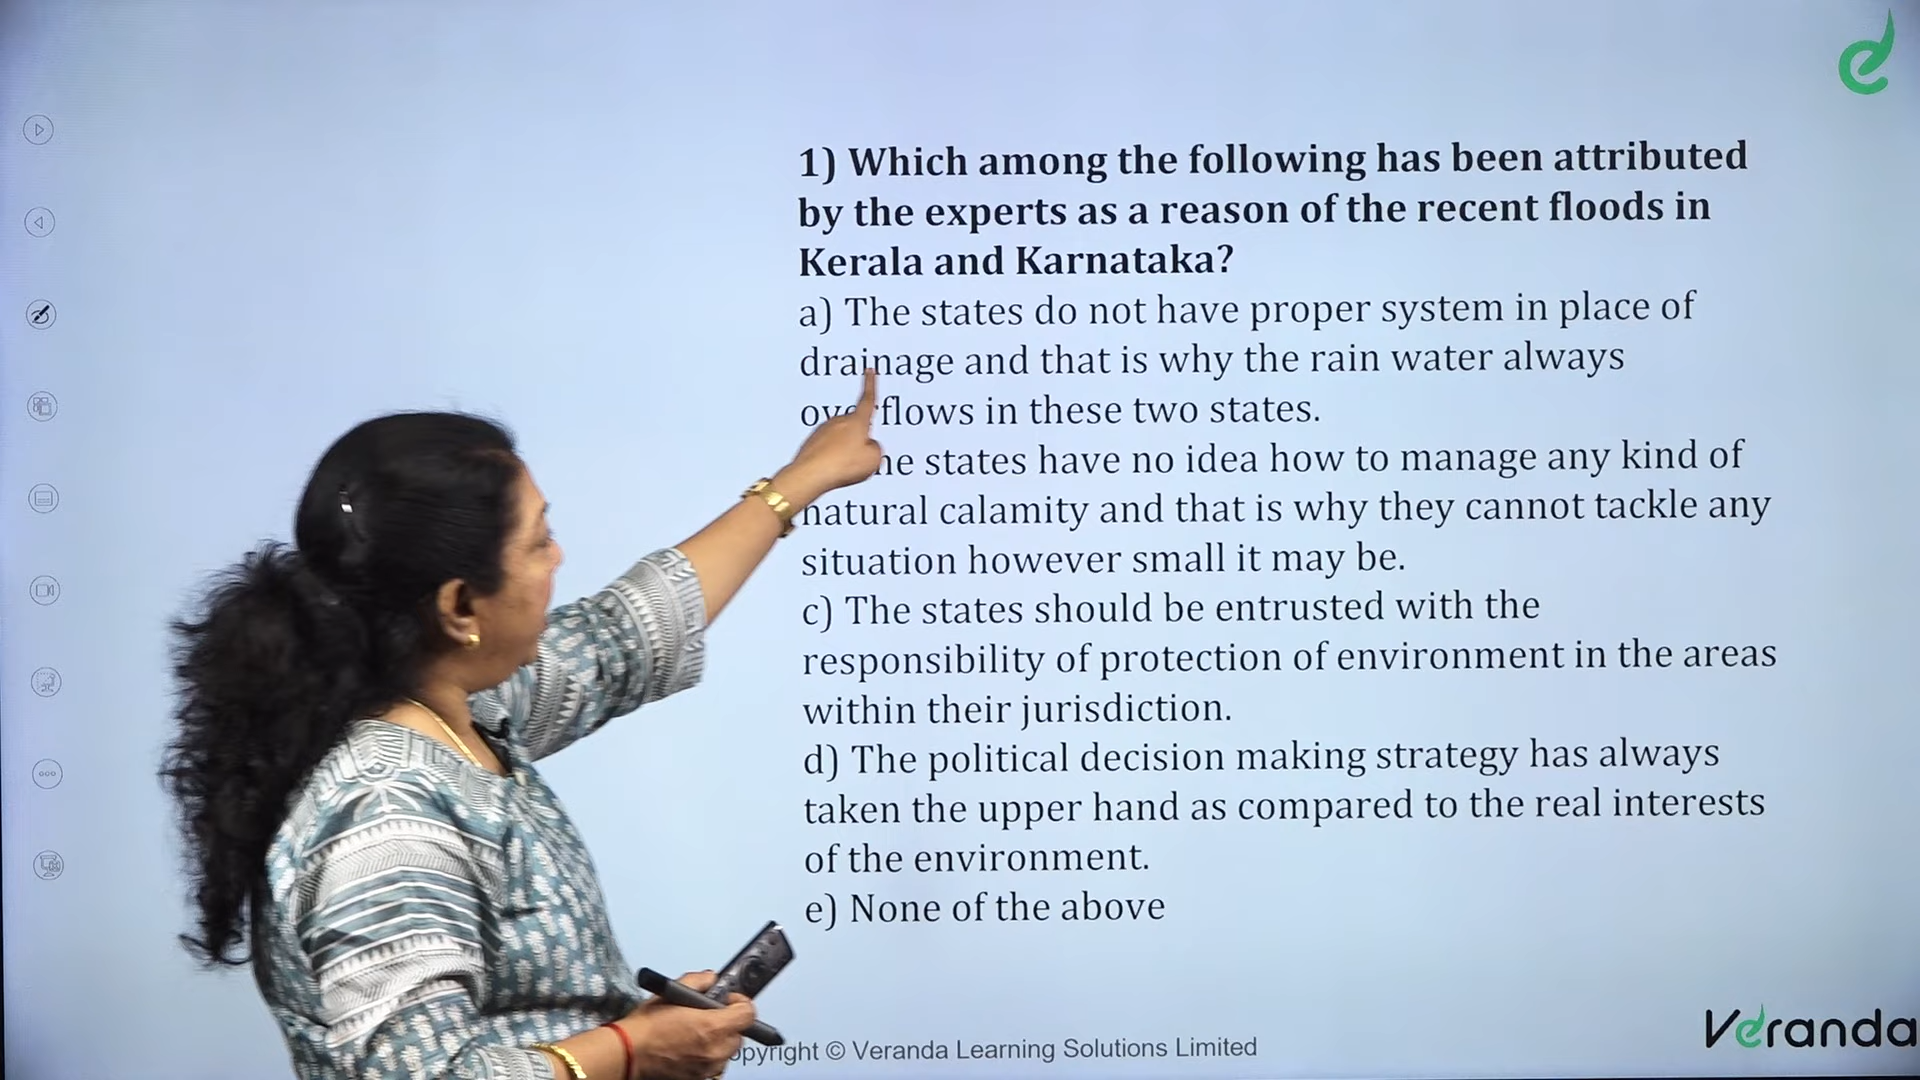 1) Which among the following has been attributed
by the experts as a reason of the recent floods in
Kerala and Karnataka?
a) The states do not have proper system in place of
drainage and that is why the rain water always
overflows in these two states.
states have no idea how to manage any kind of
natural calamity and that is why they cannot tackle any
situation however small it may be.
c) The states should be entrusted with the
responsibility of protection of environment in the areas
within their jurisdiction.
d) The political decision making strategy has always
taken the upper hand as compared to the real interests
of the environment.
e) None of the above
Veranda
© Veranda Learning Solutions Limited